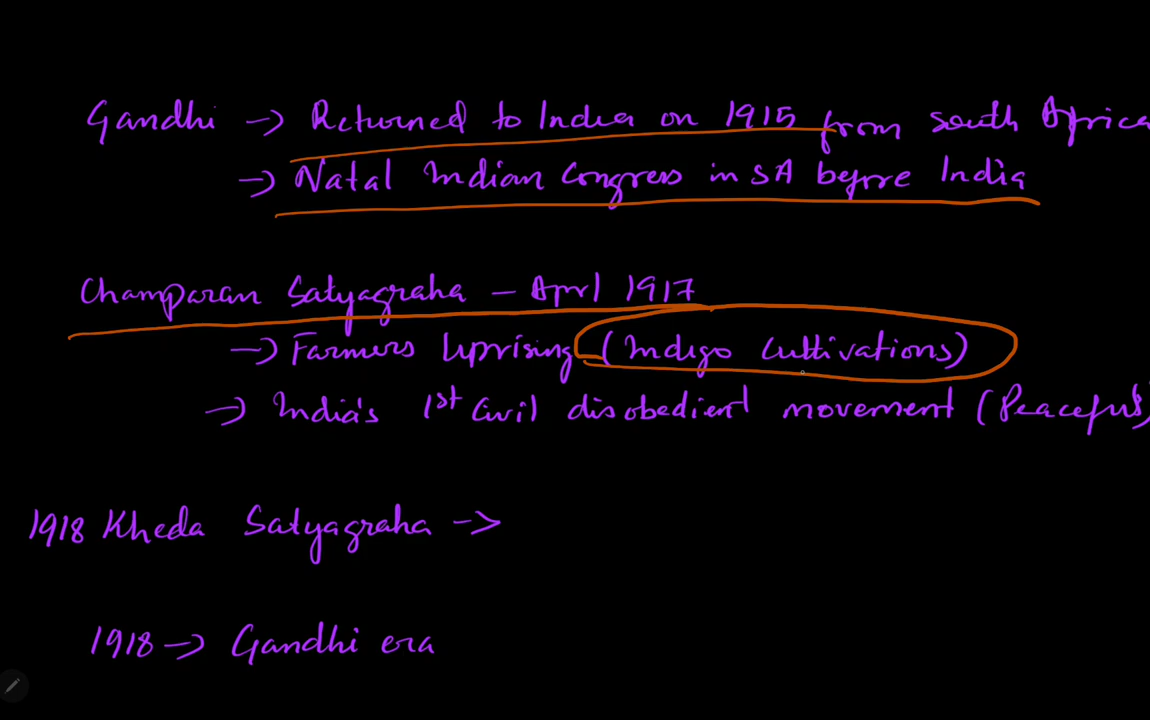 Gandhi → Returned to India on 1915 from South Africa
→ Natal Indian Congress in SA before India
Champaran Satyagraha - Aprl 1917
→ Farmers Uprising (Indigo Cultivations)
→ India's 1st Civil disobedient movement (Peaceful)
1918 Kheda Satyagraha →
1918 → Gandhi era